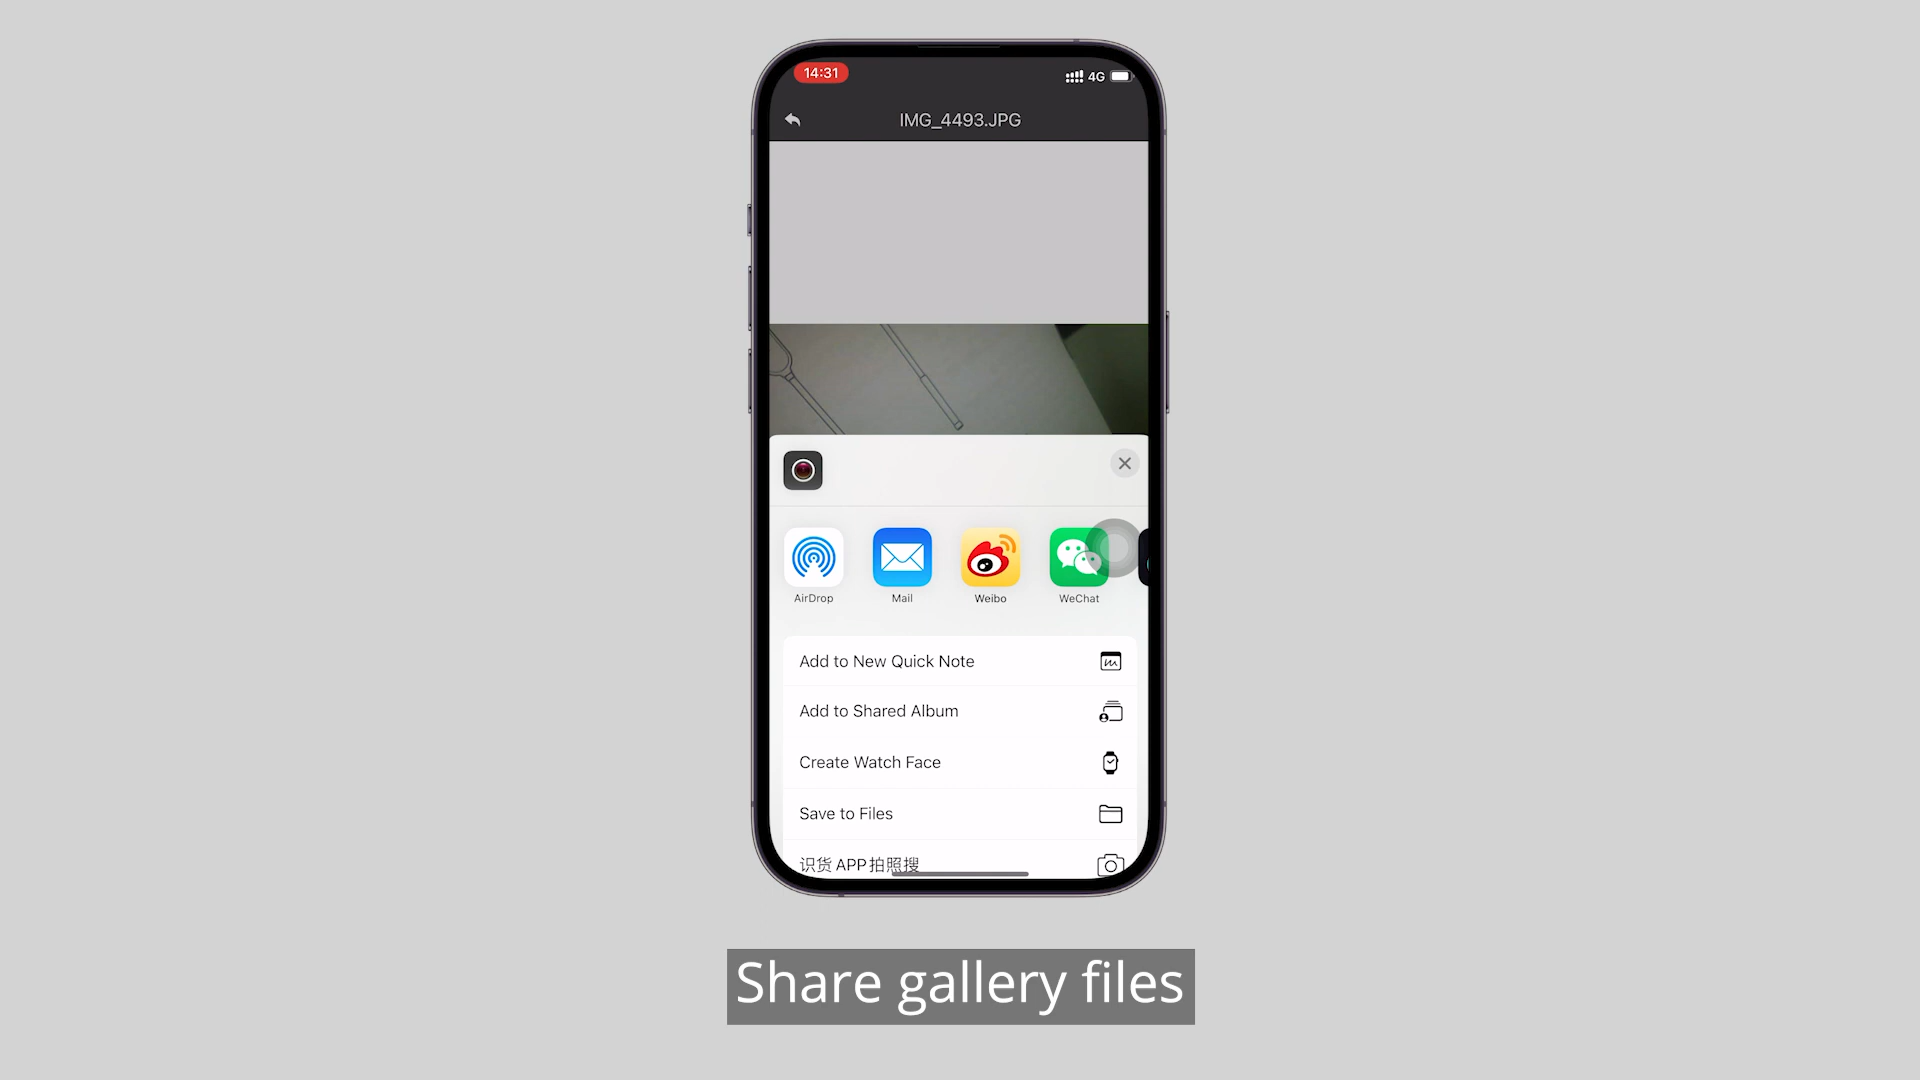 14:31
4G
IMG_4493.JPG
AirDrop
Mail
Weibo
WeChat
Add to New Quick Note
Add to Shared Album
Create Watch Face
Save to Files
识货 APP拍照搜
Share gallery files